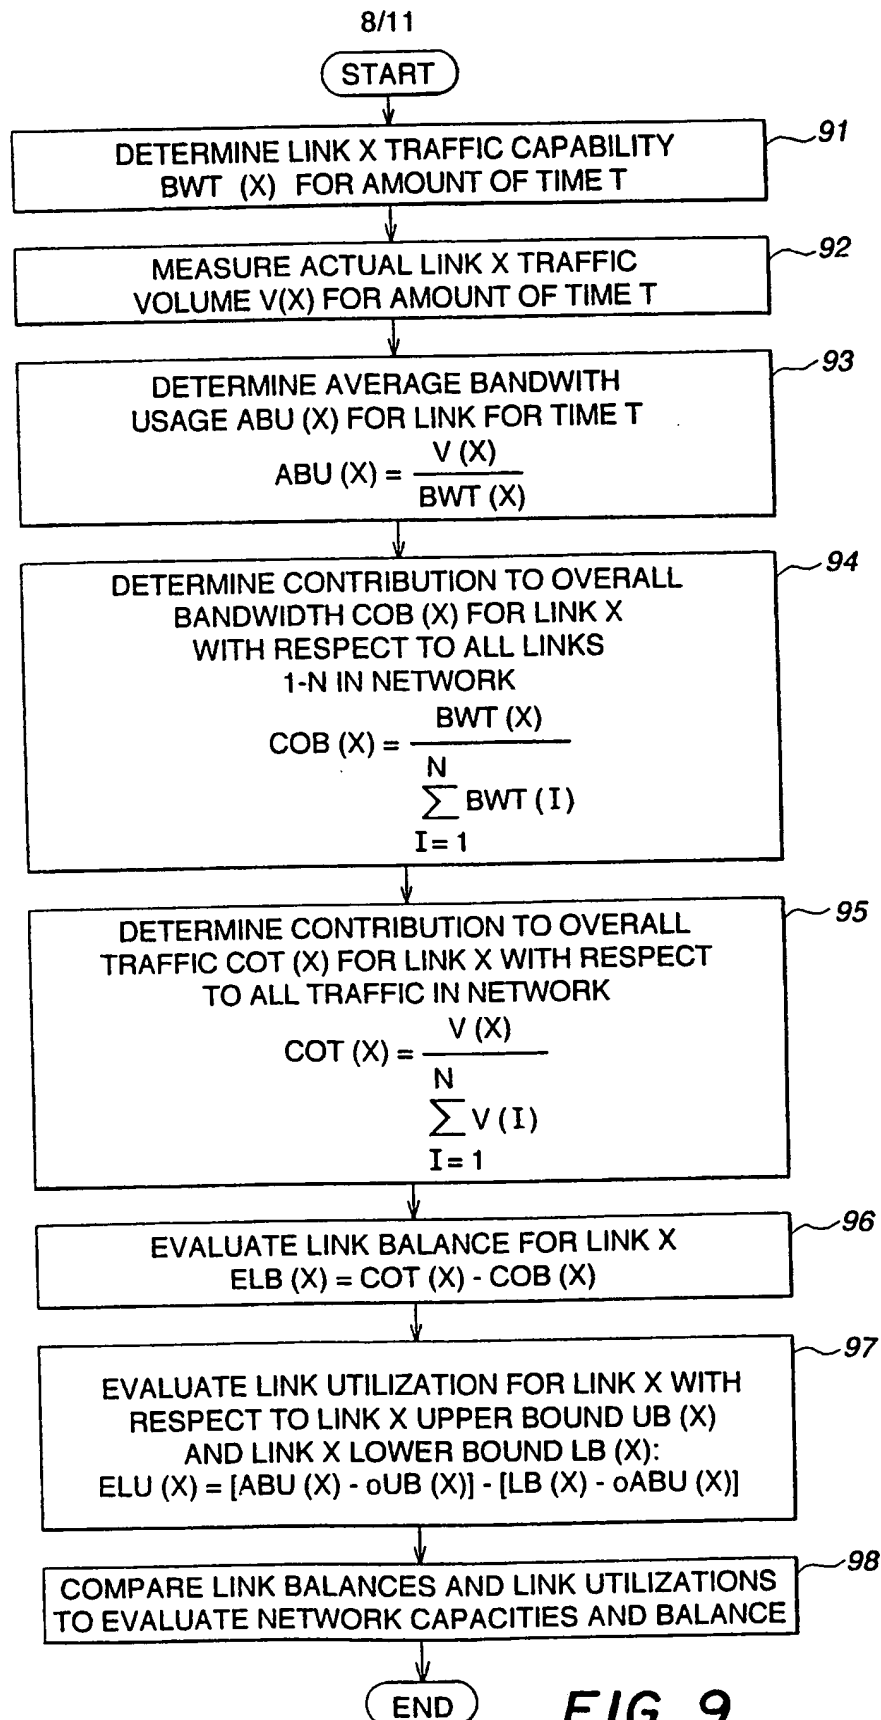 8/11
START
DETERMINE LINK X TRAFFIC CAPABILITY
BWT (X) FOR AMOUNT OF TIME T
91
MEASURE ACTUAL LINK X TRAFFIC
VOLUME V(X) FOR AMOUNT OF TIME T
92
DETERMINE AVERAGE BANDWITH
USAGE ABU (X) FOR LINK FOR TIME T
ABU (X) = V (X)
BWT (X)
93
DETERMINE CONTRIBUTION TO OVERALL
BANDWIDTH COB (X) FOR LINK X
WITH RESPECT TO ALL LINKS
1-N IN NETWORK
COB (X) = BWT (X)
N
∑ BWT (I)
I = 1
94
DETERMINE CONTRIBUTION TO OVERALL
TRAFFIC COT (X) FOR LINK X WITH RESPECT
TO ALL TRAFFIC IN NETWORK
COT (X) = V (X)
N
∑ V (I)
I = 1
95
EVALUATE LINK BALANCE FOR LINK X
ELB (X) = COT (X) - COB (X)
96
EVALUATE LINK UTILIZATION FOR LINK X WITH
RESPECT TO LINK X UPPER BOUND UB (X)
AND LINK X LOWER BOUND LB (X):
ELU (X) = [ABU (X) - oUB (X)] - [LB (X) - oABU (X)]
97
COMPARE LINK BALANCES AND LINK UTILIZATIONS
TO EVALUATE NETWORK CAPACITIES AND BALANCE
98
END
FIG. 9